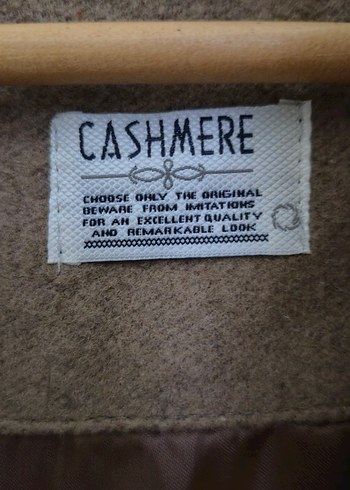 CASHMERE
CHOOSE ONLY THE ORIGINAL
BEWARE FROM IMITATIONS
FOR AN EXCELLENT QUALITY
AND REMARKABLE LOOK